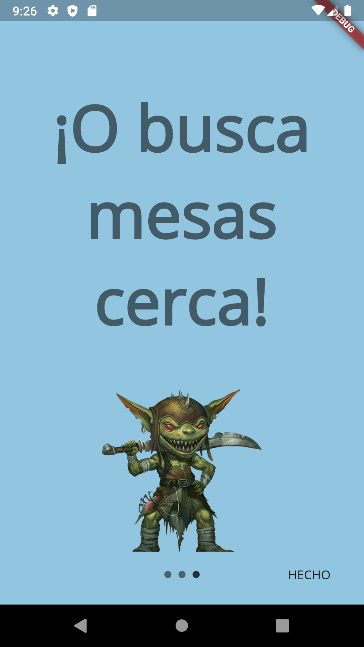 9:26
DEBUG
¡O busca
mesas
cerca!
HECHO